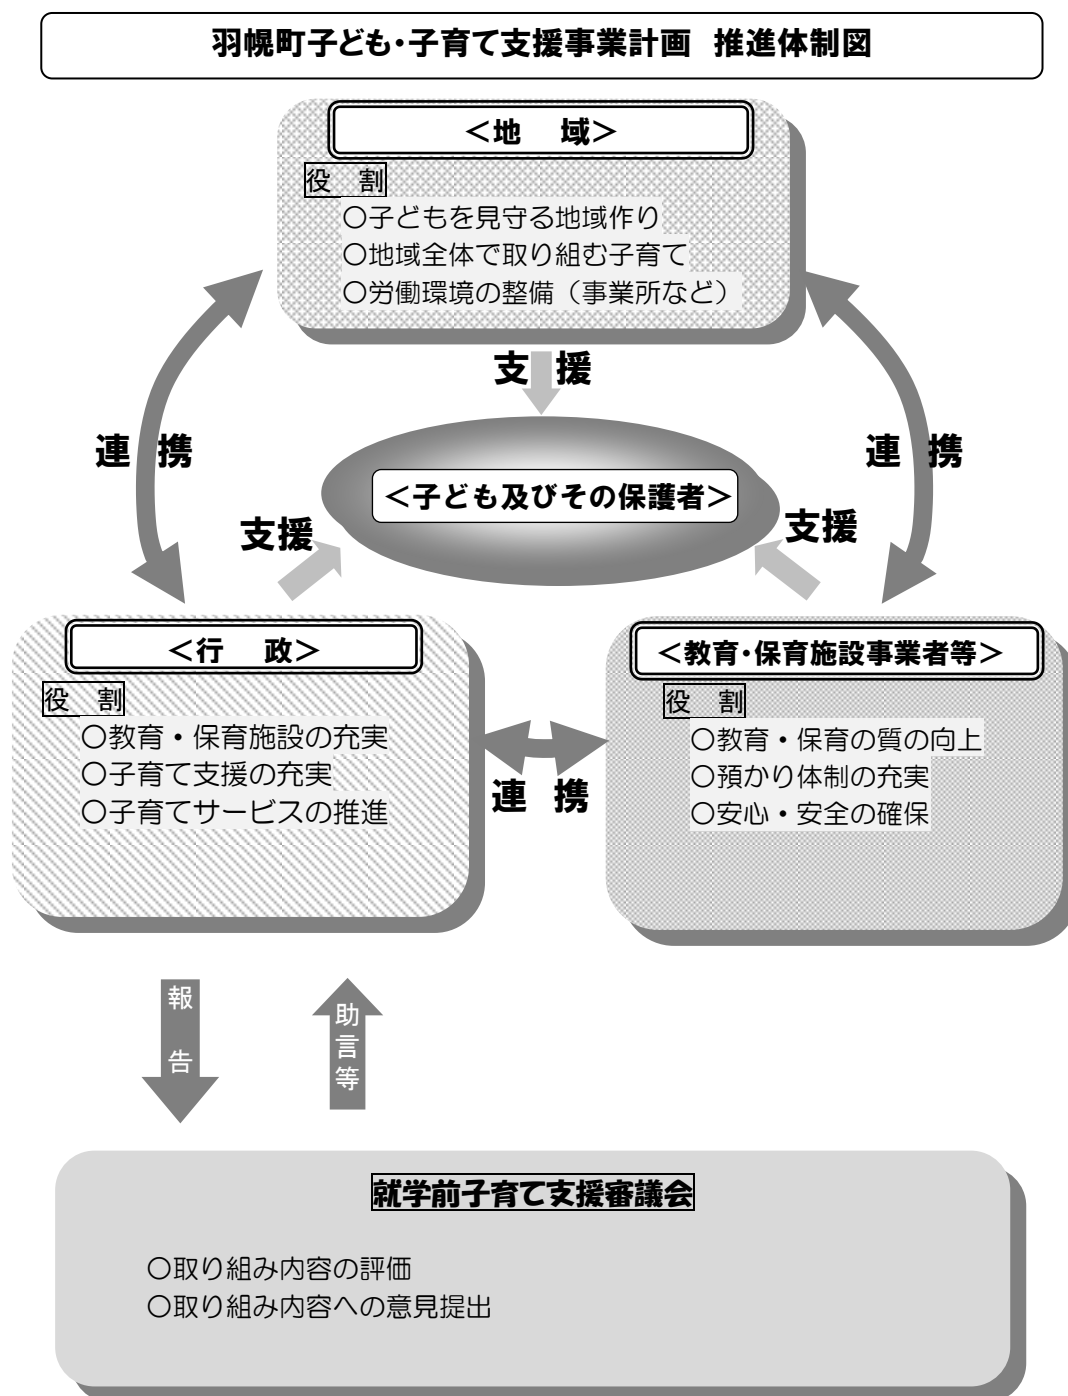 羽幌町子ども・子育て支援事業計画　推進体制図
＜地　域＞
役　割
○子どもを見守る地域作り
○地域全体で取り組む子育て
○労働環境の整備（事業所など）
支　援
連　携
連　携
＜子ども及びその保護者＞
支援
支援
＜行　政＞
役　割
○教育・保育施設の充実
○子育て支援の充実
○子育てサービスの推進
連　携
＜教育・保育施設事業者等＞
役　割
○教育・保育の質の向上
○預かり体制の充実
○安心・安全の確保
報　告
助言等
就学前子育て支援審議会
○取り組み内容の評価
○取り組み内容への意見提出